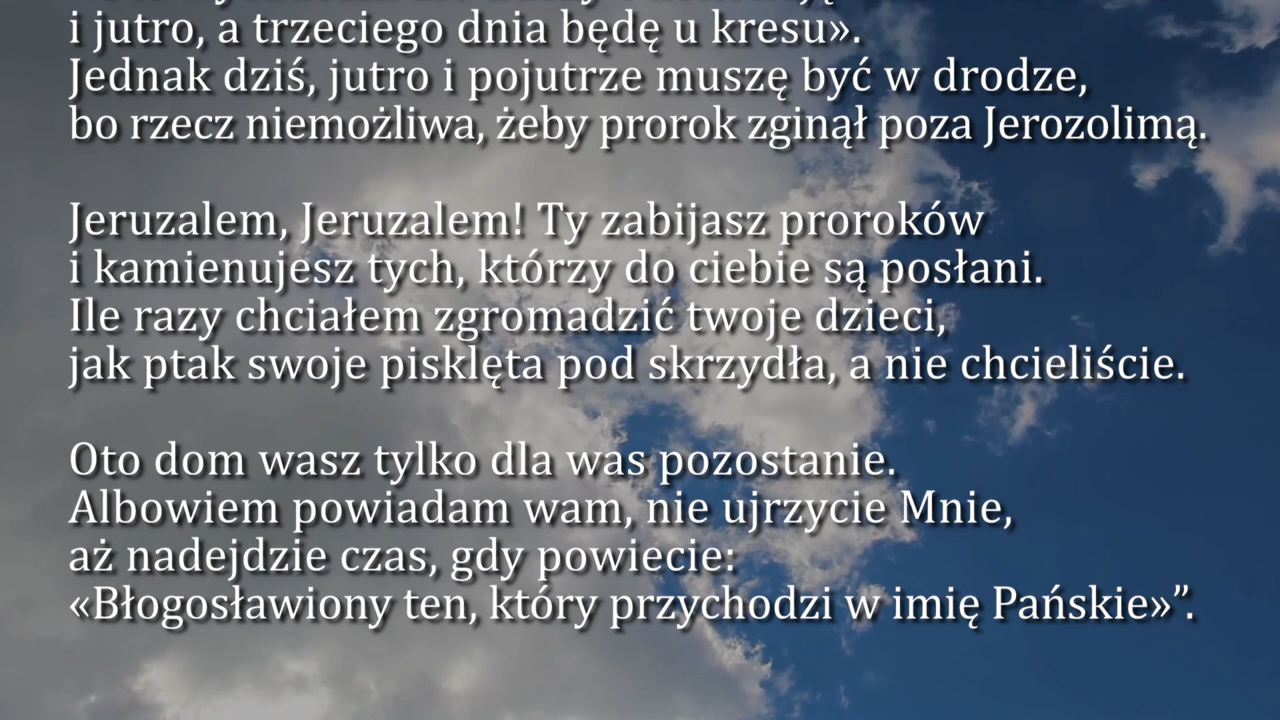 i jutro, a trzeciego dnia będę u kresu».
Jednak dziś, jutro i pojutrze muszę być w drodze,
bo rzecz niemożliwa, żeby prorok zginął poza Jerozolimą.
Jeruzalem, Jeruzalem! Ty zabijasz proroków
i kamienujesz tych, którzy do ciebie są posłani.
Ile razy chciałem zgromadzić twoje dzieci,
jak ptak swoje pisklęta pod skrzydła, a nie chcieliście.
Oto dom wasz tylko dla was pozostanie.
Albowiem powiadam wam, nie ujrzycie Mnie,
aż nadejdzie czas, gdy powiecie:
«Błogosławiony ten, który przychodzi w imię Pańskie»”.